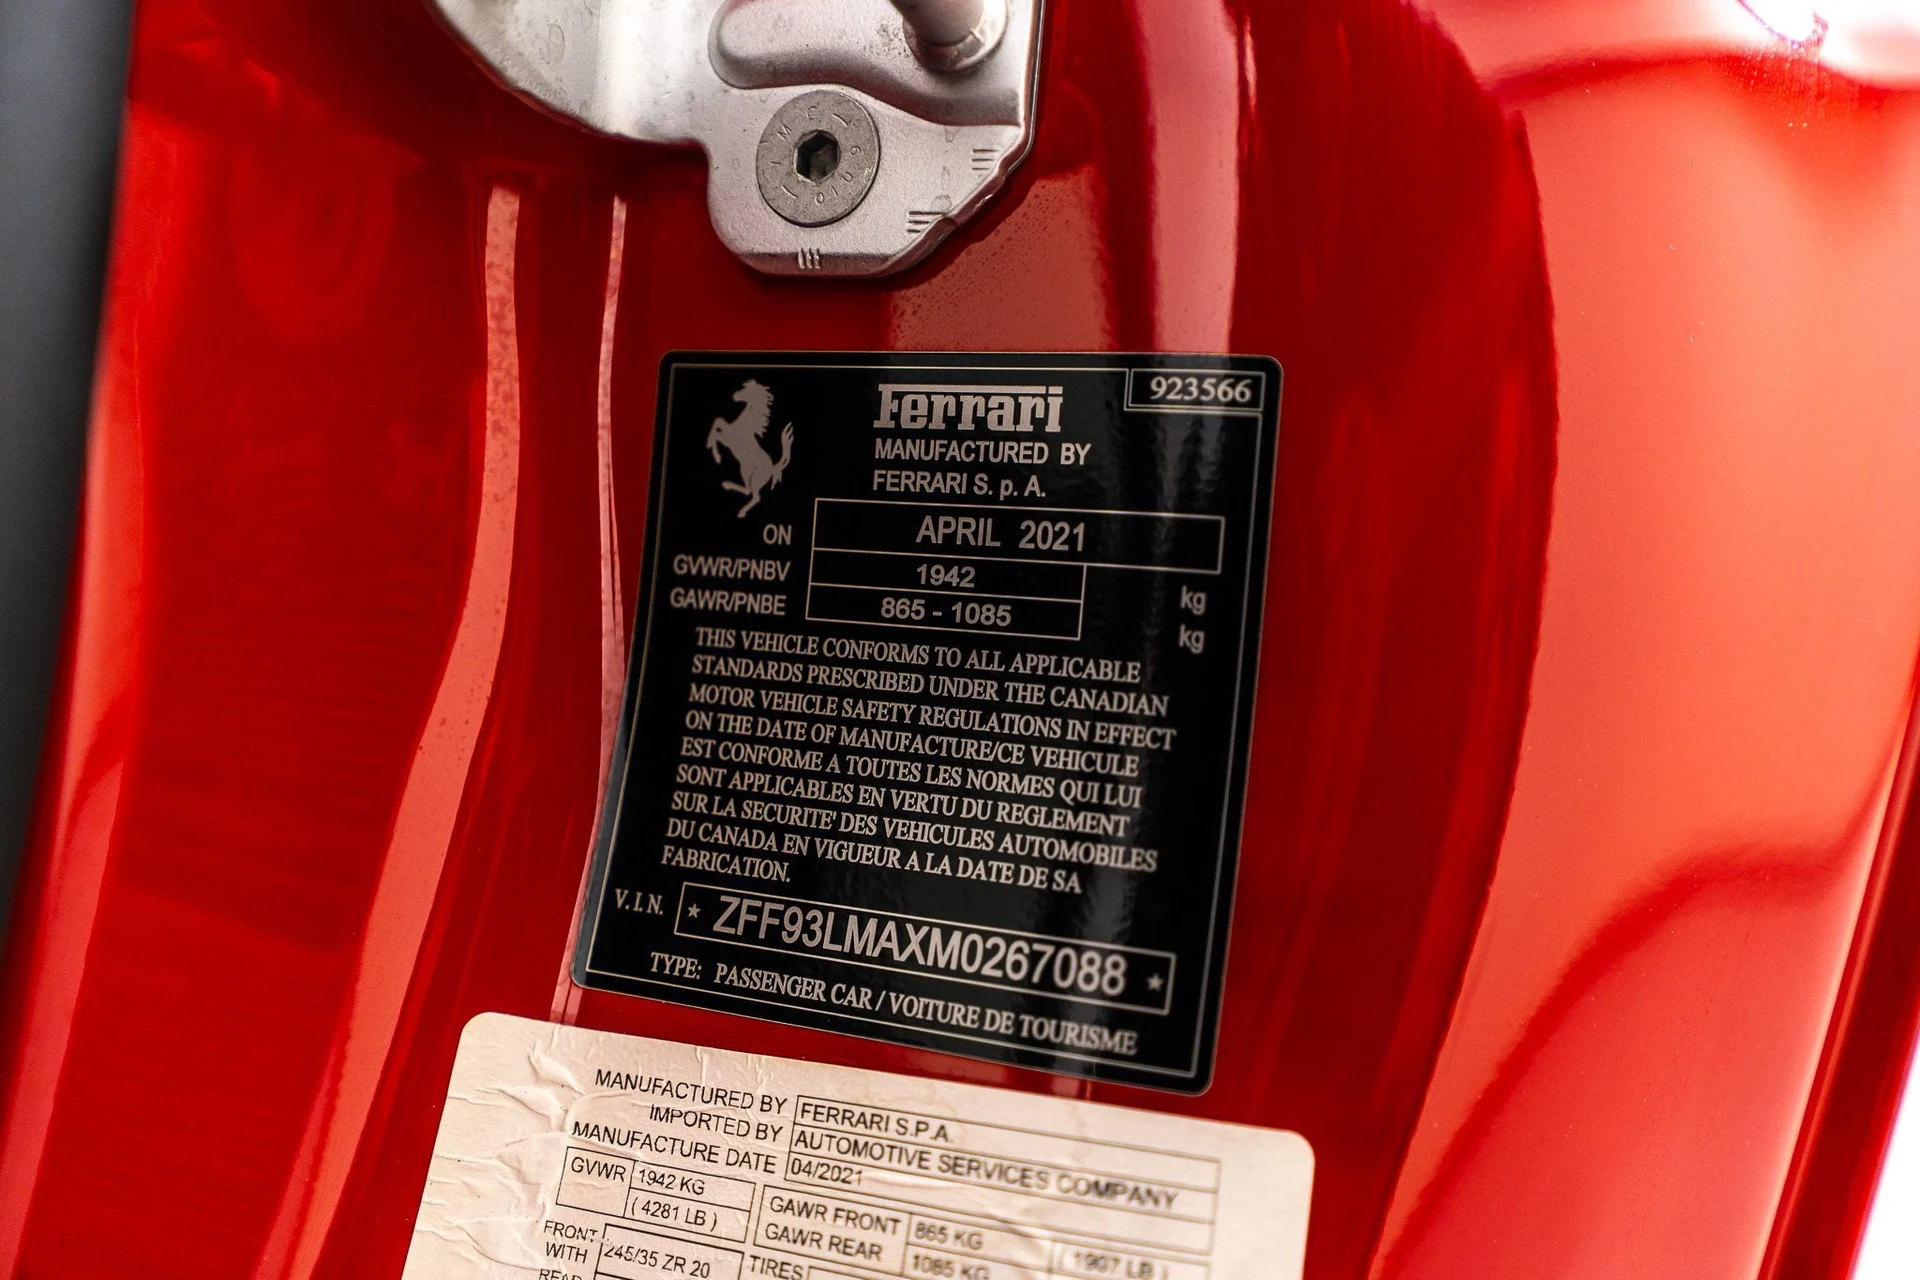 923566
Ferrari
MANUFACTURED BY
FERRARI S. p. A.
ON APRIL 2021
GVWR/PNBV 1942 kg
GAWR/PNBE 865 - 1085 kg
THIS VEHICLE CONFORMS TO ALL APPLICABLE
STANDARDS PRESCRIBED UNDER THE CANADIAN
MOTOR VEHICLE SAFETY REGULATIONS IN EFFECT
ON THE DATE OF MANUFACTURE/CE VEHICULE
EST CONFORME A TOUTES LES NORMES QUI LUI
SONT APPLICABLES EN VERTU DU REGLEMENT
SUR LA SECURITE' DES VEHICULES AUTOMOBILES
DU CANADA EN VIGUEUR A LA DATE DE SA
FABRICATION.
V.I.N. * ZFF93LMAXM0267088 *
TYPE: PASSENGER CAR / VOITURE DE TOURISME
MANUFACTURED BY FERRARI S.P.A.
IMPORTED BY AUTOMOTIVE SERVICES COMPANY
MANUFACTURE DATE 04/2021
GVWR 1942 KG
( 4281 LB )
GAWR FRONT 865 KG ( 1907 LB )
GAWR REAR 1085 KG
FRONT
WITH 245/35 ZR 20 TIRES
REAR